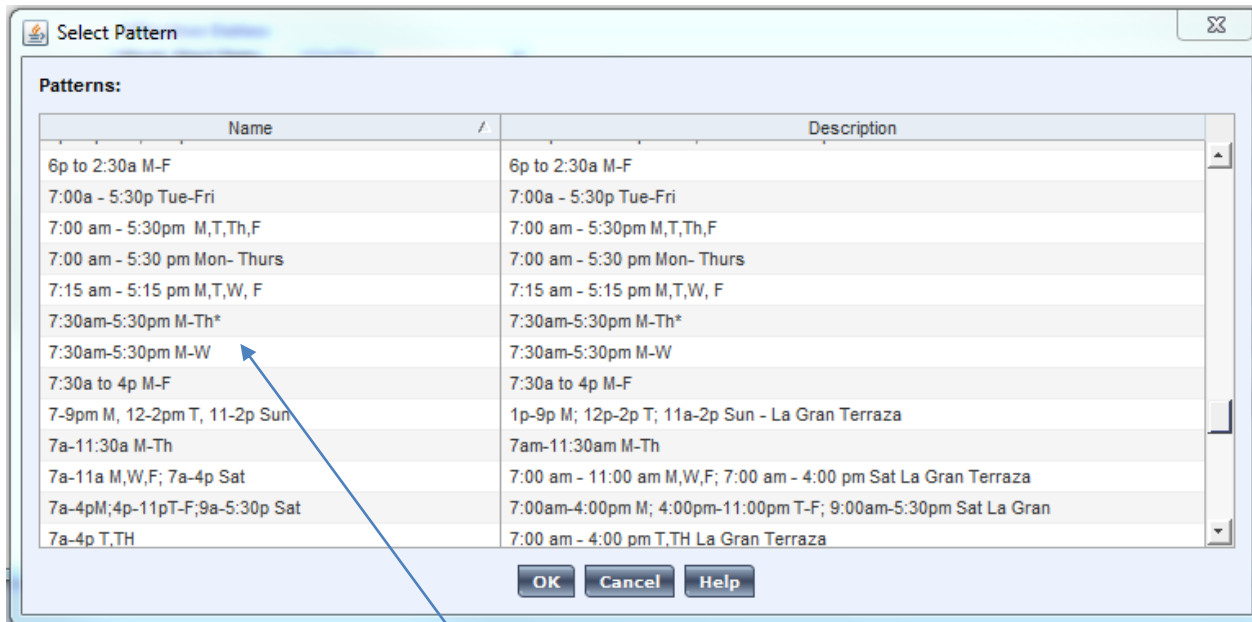 Select Pattern
Patterns:
Name Description
6p to 2:30a M-F 6p to 2:30a M-F
7:00a - 5:30p Tue-Fri 7:00a - 5:30p Tue-Fri
7:00 am - 5:30pm  M,T,Th,F 7:00 am - 5:30pm M,T,Th,F
7:00 am - 5:30 pm Mon- Thurs 7:00 am - 5:30 pm Mon- Thurs
7:15 am - 5:15 pm M,T,W, F 7:15 am - 5:15 pm M,T,W, F
7:30am-5:30pm M-Th* 7:30am-5:30pm M-Th*
7:30am-5:30pm M-W 7:30am-5:30pm M-W
7:30a to 4p M-F 7:30a to 4p M-F
7-9pm M, 12-2pm T, 11-2p Sun 1p-9p M; 12p-2p T; 11a-2p Sun - La Gran Terraza
7a-11:30a M-Th 7am-11:30am M-Th
7a-11a M,W,F; 7a-4p Sat 7:00 am - 11:00 am M,W,F; 7:00 am - 4:00 pm Sat La Gran Terraza
7a-4pM;4p-11pT-F;9a-5:30p Sat 7:00am-4:00pm M; 4:00pm-11:00pm T-F; 9:00am-5:30pm Sat La Gran
7a-4p T,TH 7:00 am - 4:00 pm T,TH La Gran Terraza
OK Cancel Help